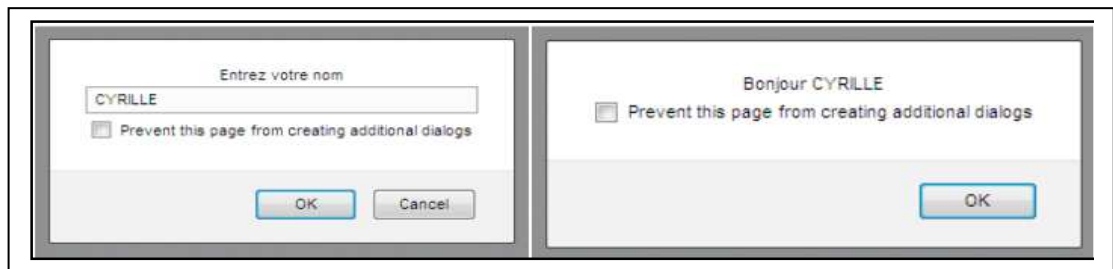 Entrez votre nom
CYRILLE
Prevent this page from creating additional dialogs
OK
Cancel
Bonjour CYRILLE
Prevent this page from creating additional dialogs
OK